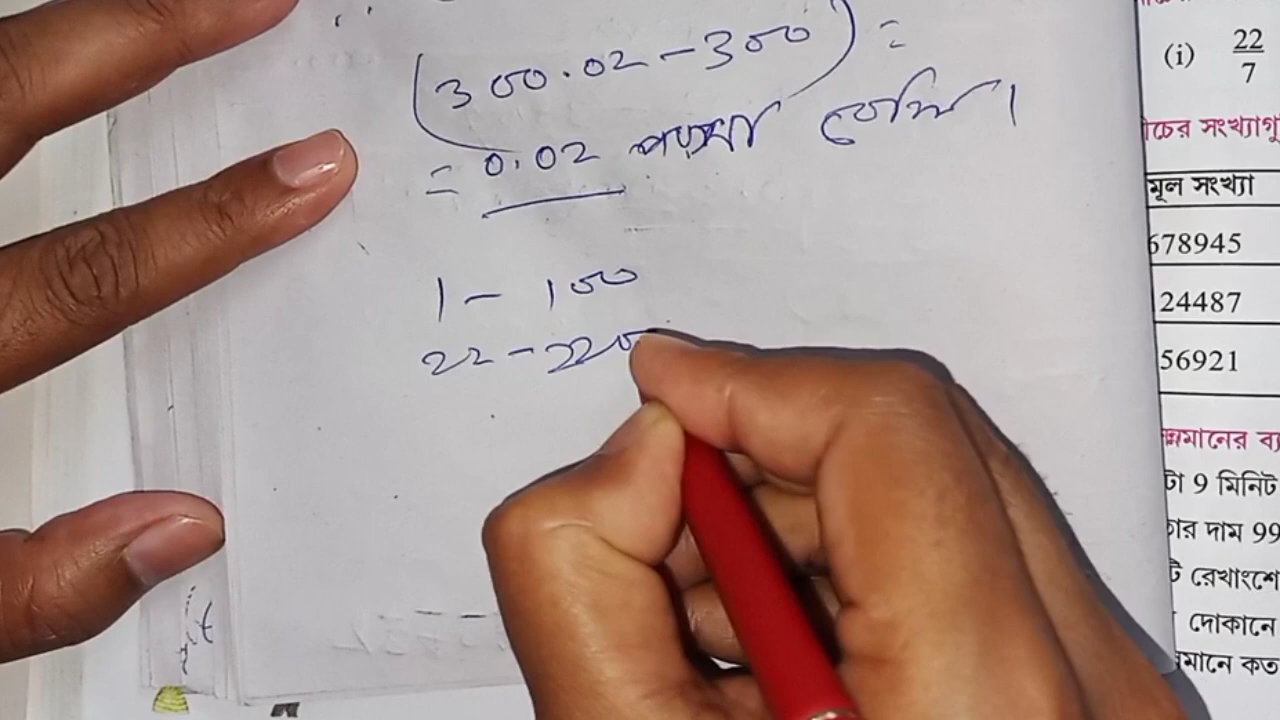 (300.02 - 300) =
= 0.02 পয়সা বেশি ।
1 - 100
22 - 220
(i) 22/7
মূল সংখ্যা
678945
24487
56921
টা 9 মিনিট
দাম 99
রেখাংশে
দোকানে
কত